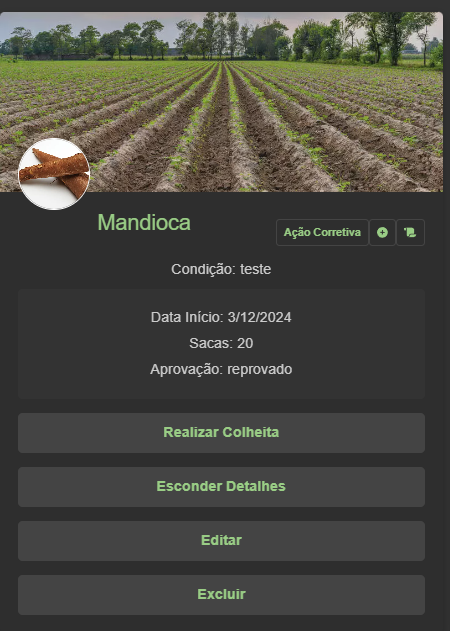 Mandioca
Ação Corretiva
Condição: teste
Data Início: 3/12/2024
Sacas: 20
Aprovação: reprovado
Realizar Colheita
Esconder Detalhes
Editar
Excluir